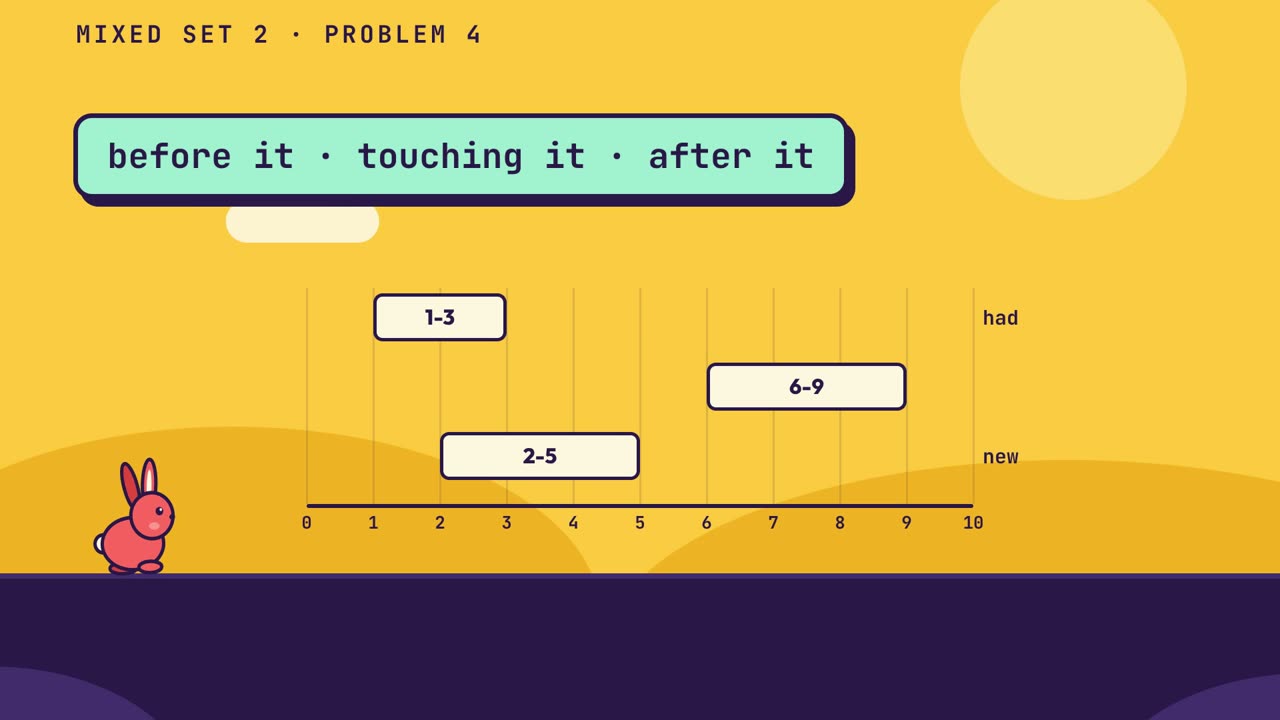 MIXED SET 2 · PROBLEM 4
before it · touching it · after it
1-3 had
6-9
2-5 new
0 1 2 3 4 5 6 7 8 9 10